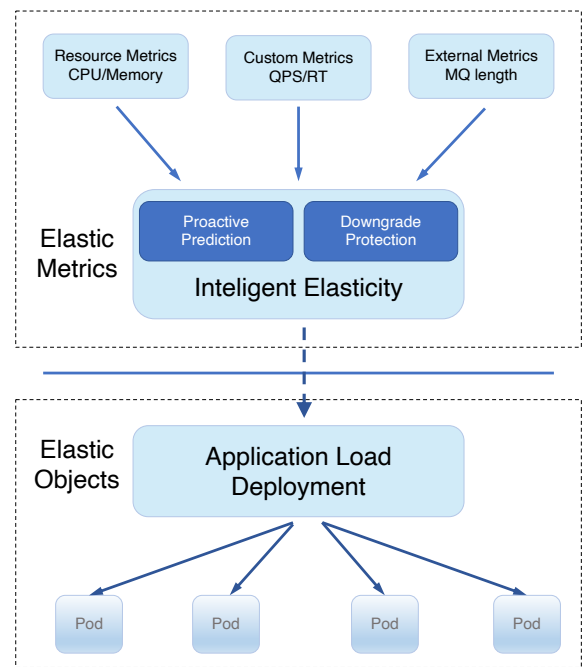 Resource Metrics
CPU/Memory
Custom Metrics
QPS/RT
External Metrics
MQ length
Elastic
Metrics
Proactive
Prediction
Downgrade
Protection
Inteligent Elasticity
Elastic
Objects
Application Load
Deployment
Pod
Pod
Pod
Pod